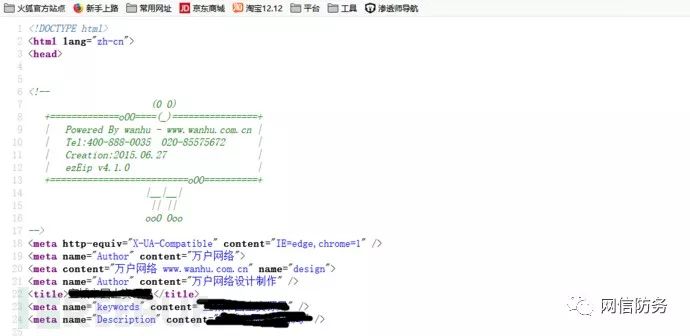 火狐官方站点 新手上路 常用网址 JD 京东商城 淘 淘宝12.12 平台 工具 渗透师导航
1 <!DOCTYPE html>
2 <html lang="zh-cn">
3 <head>
4
5
6 <!--
7 (0 0)
8 +=============oOO====(_)================+
9 | Powered By wanhu - www.wanhu.com.cn |
10 | Tel:400-888-0035 020-85575672 |
11 | Creation:2015.06.27 |
12 | ezEip v4.1.0 |
13 +==========================oOO==========+
14 |__|__|
15 || ||
16 ooO Ooo
17 -->
18 <meta http-equiv="X-UA-Compatible" content="IE=edge,chrome=1" />
19 <meta name="Author" content="万户网络">
20 <meta content="万户网络 www.wanhu.com.cn" name="design">
21 <meta name="Author" content="万户网络设计制作" />
22 <title></title>
23 <meta name="keywords" content= />
24 <meta name="Description" content= />
网信防务